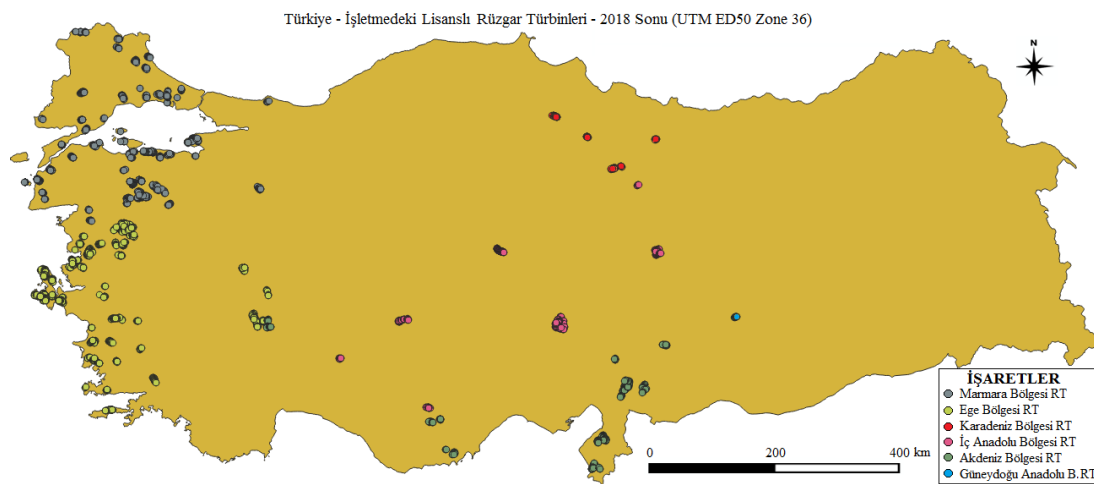 Türkiye - İşletmedeki Lisanslı Rüzgar Türbinleri - 2018 Sonu (UTM ED50 Zone 36)
N
İŞARETLER
Marmara Bölgesi RT
Ege Bölgesi RT
Karadeniz Bölgesi RT
İç Anadolu Bölgesi RT
Akdeniz Bölgesi RT
Güneydoğu Anadolu B.RT
0 200 400 km